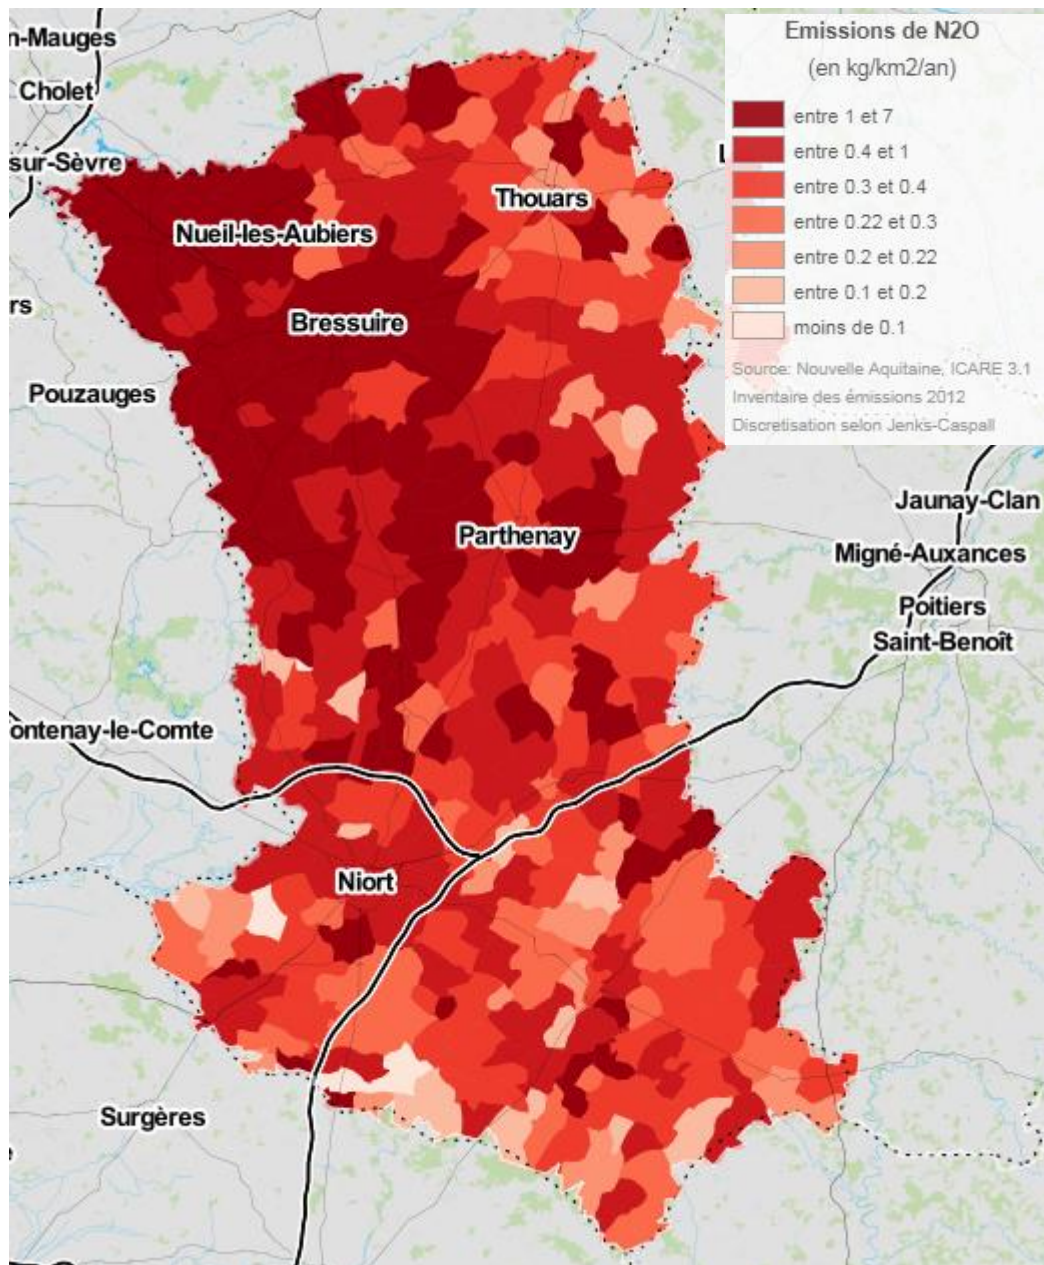 n-Mauges
Emissions de N2O
(en kg/km2/an)
Cholet
entre 1 et 7
entre 0.4 et 1
sur-Sèvre
entre 0.3 et 0.4
Thouars
entre 0.22 et 0.3
Nueil-les-Aubiers
entre 0.2 et 0.22
entre 0.1 et 0.2
rs
Bressuire
moins de 0.1
Source: Nouvelle Aquitaine, ICARE 3.1
Inventaire des émissions 2012
Discretisation selon Jenks-Caspall
Pouzauges
Jaunay-Clan
Parthenay
Migné-Auxances
Poitiers
Saint-Benoît
ontenay-le-Comte
Niort
Surgères